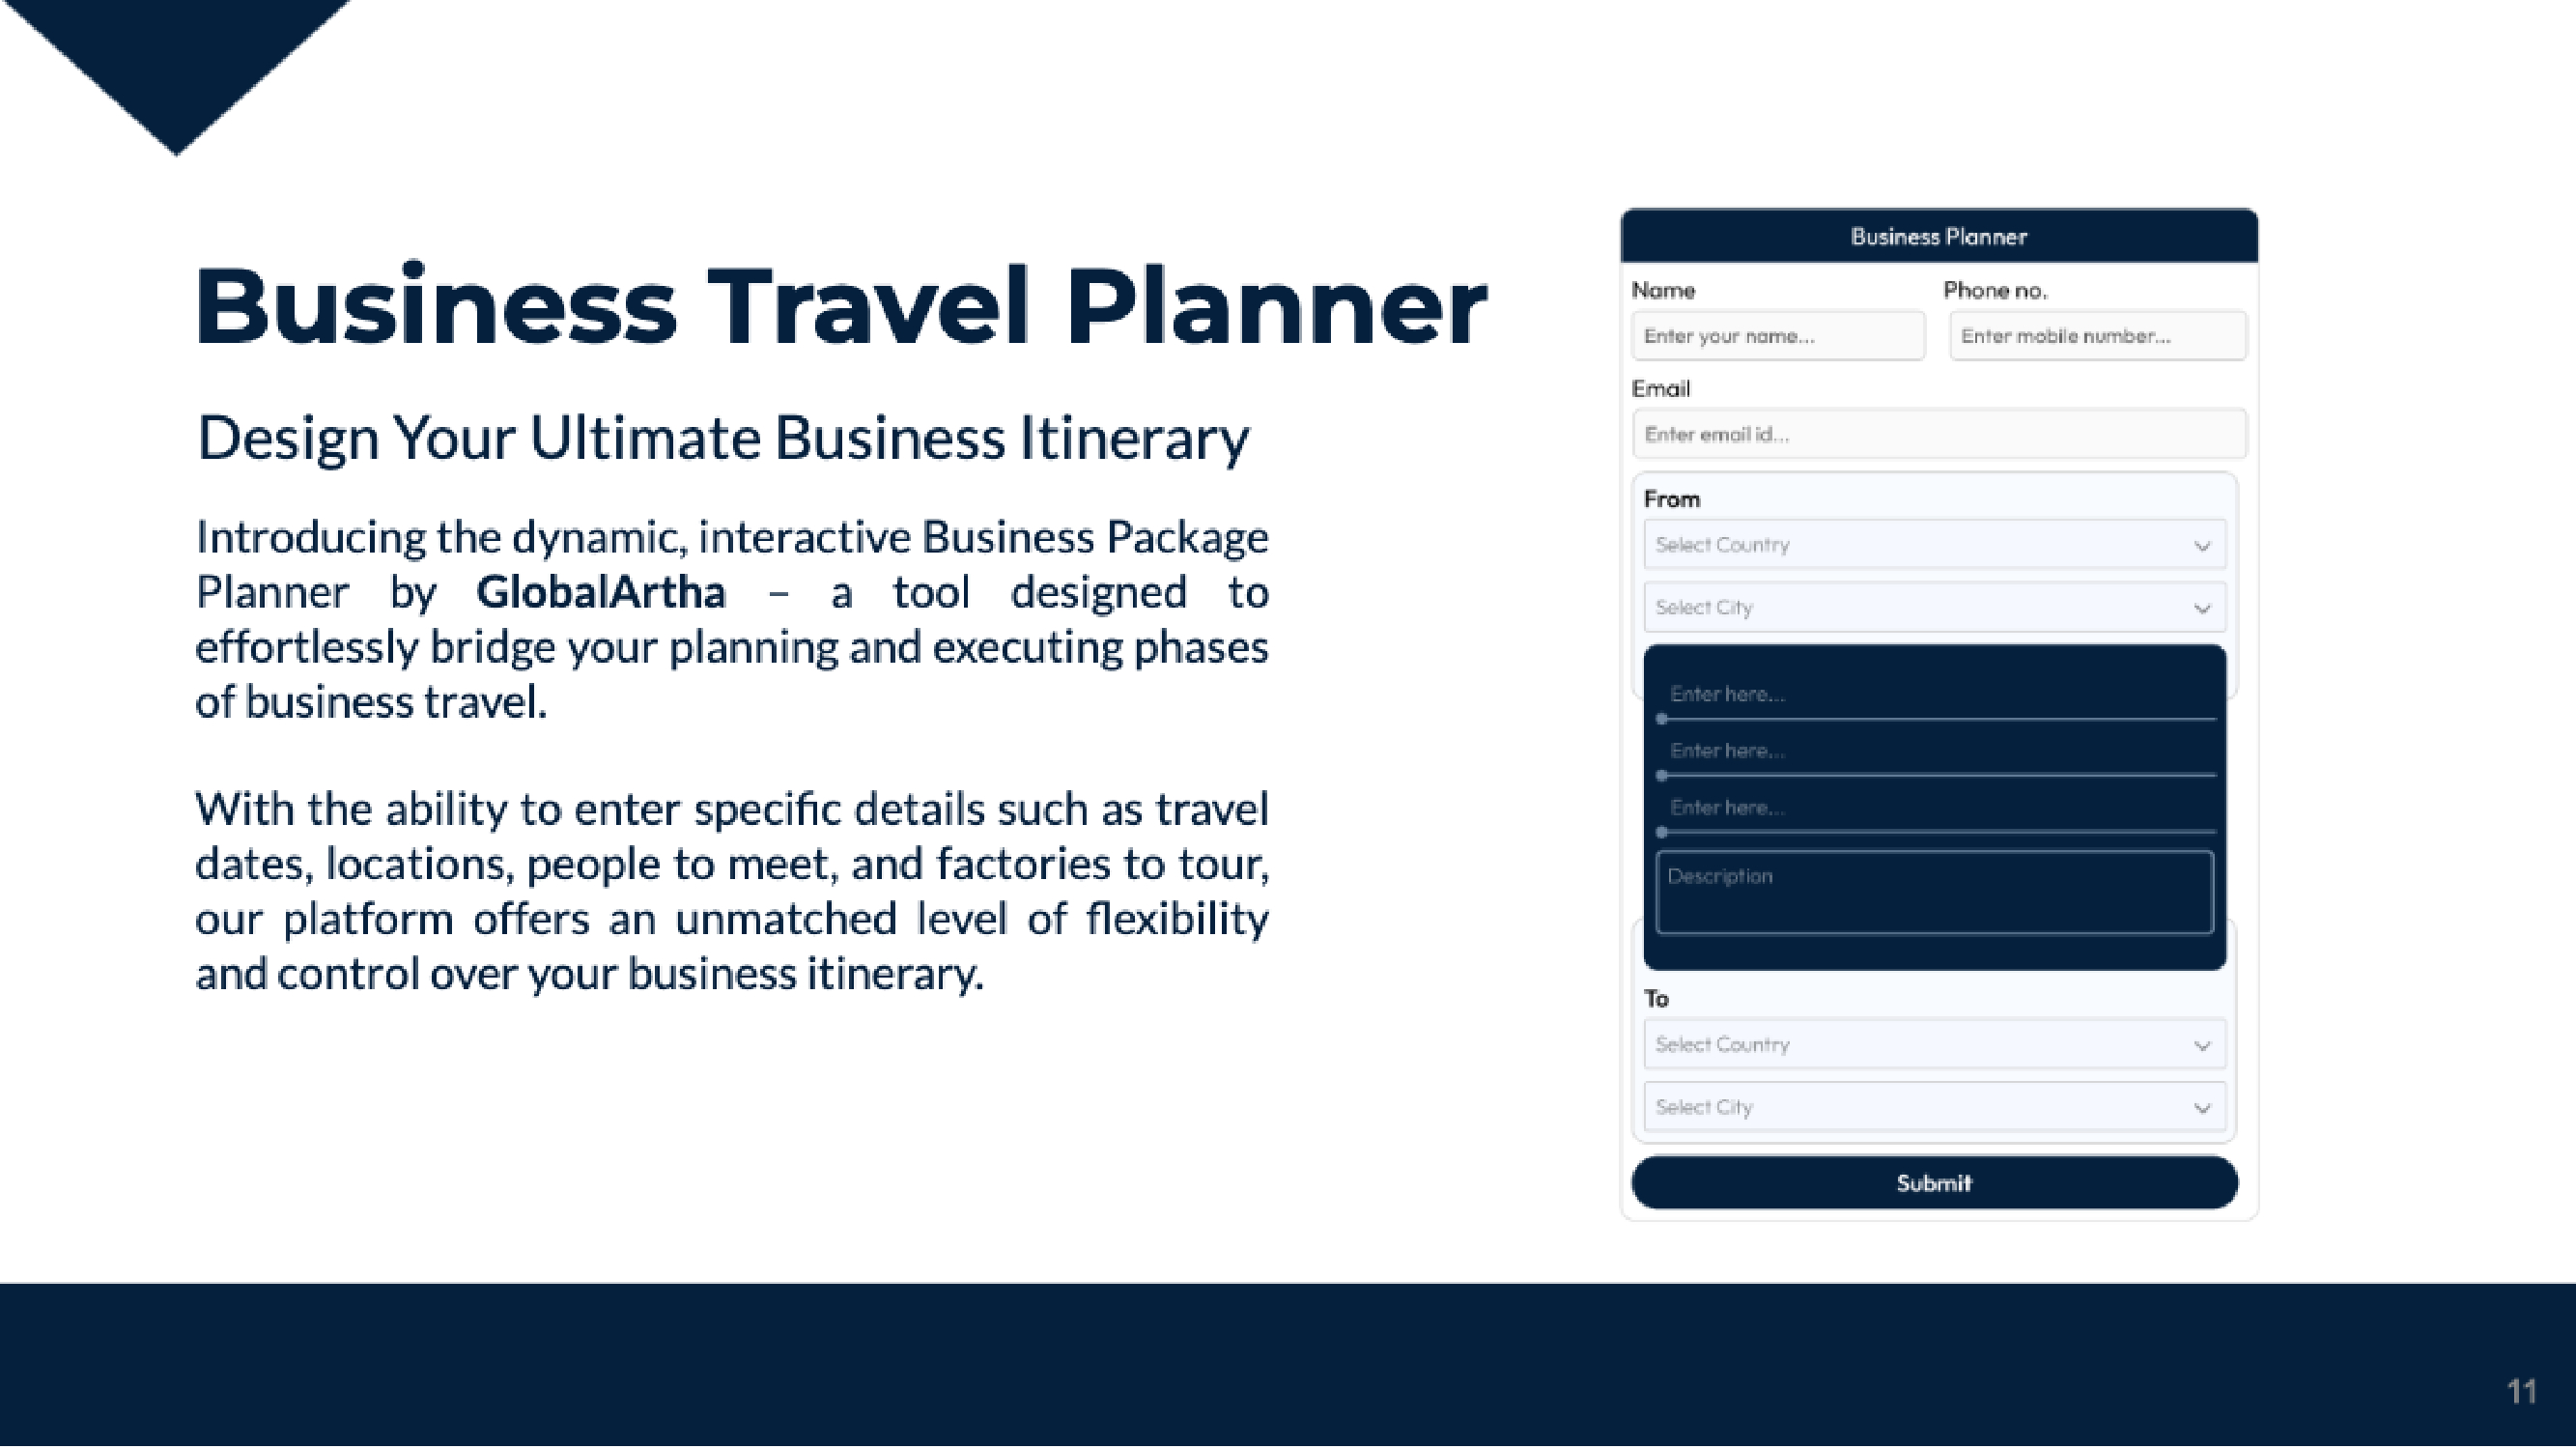 Business Travel Planner
Design Your Ultimate Business Itinerary
Introducing the dynamic, interactive Business Package
Planner by GlobalArtha – a tool designed to
effortlessly bridge your planning and executing phases
of business travel.
With the ability to enter specific details such as travel
dates, locations, people to meet, and factories to tour,
our platform offers an unmatched level of flexibility
and control over your business itinerary.
Business Planner
Name Phone no.
Enter your name... Enter mobile number...
Email
Enter email id...
From
Select Country
Select City
Enter here...
Enter here...
Enter here...
Description
To
Select Country
Select City
Submit
11